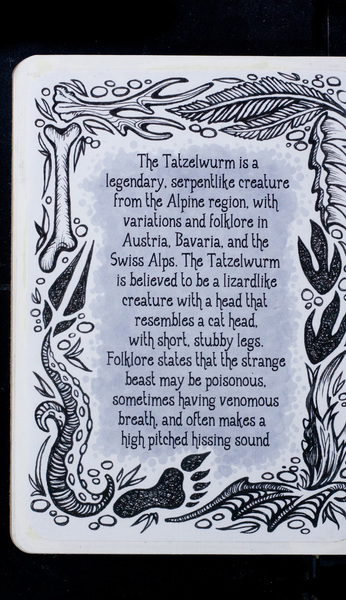 The Tatzelwurm is a
legendary, serpentlike creature
from the Alpine region, with
variations and folklore in
Austria, Bavaria, and the
Swiss Alps. The Tatzelwurm
is believed to be a lizardlike
creature with a head that
resembles a cat head,
with short, stubby legs.
Folklore states that the strange
beast may be poisonous,
sometimes having venomous
breath, and often makes a
high pitched hissing sound